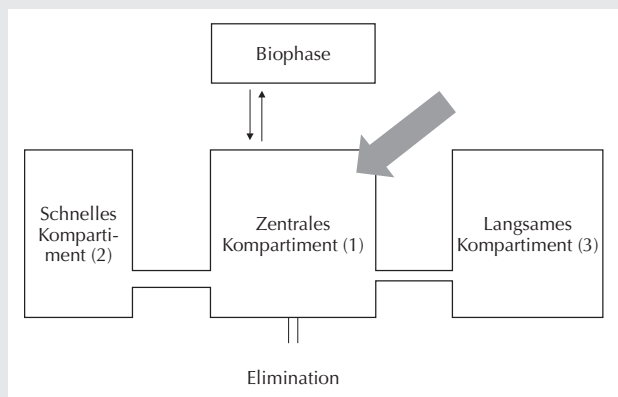 Biophase
Schnelles
Komparti-
ment (2)
Zentrales
Kompartiment (1)
Langsames
Kompartiment (3)
Elimination